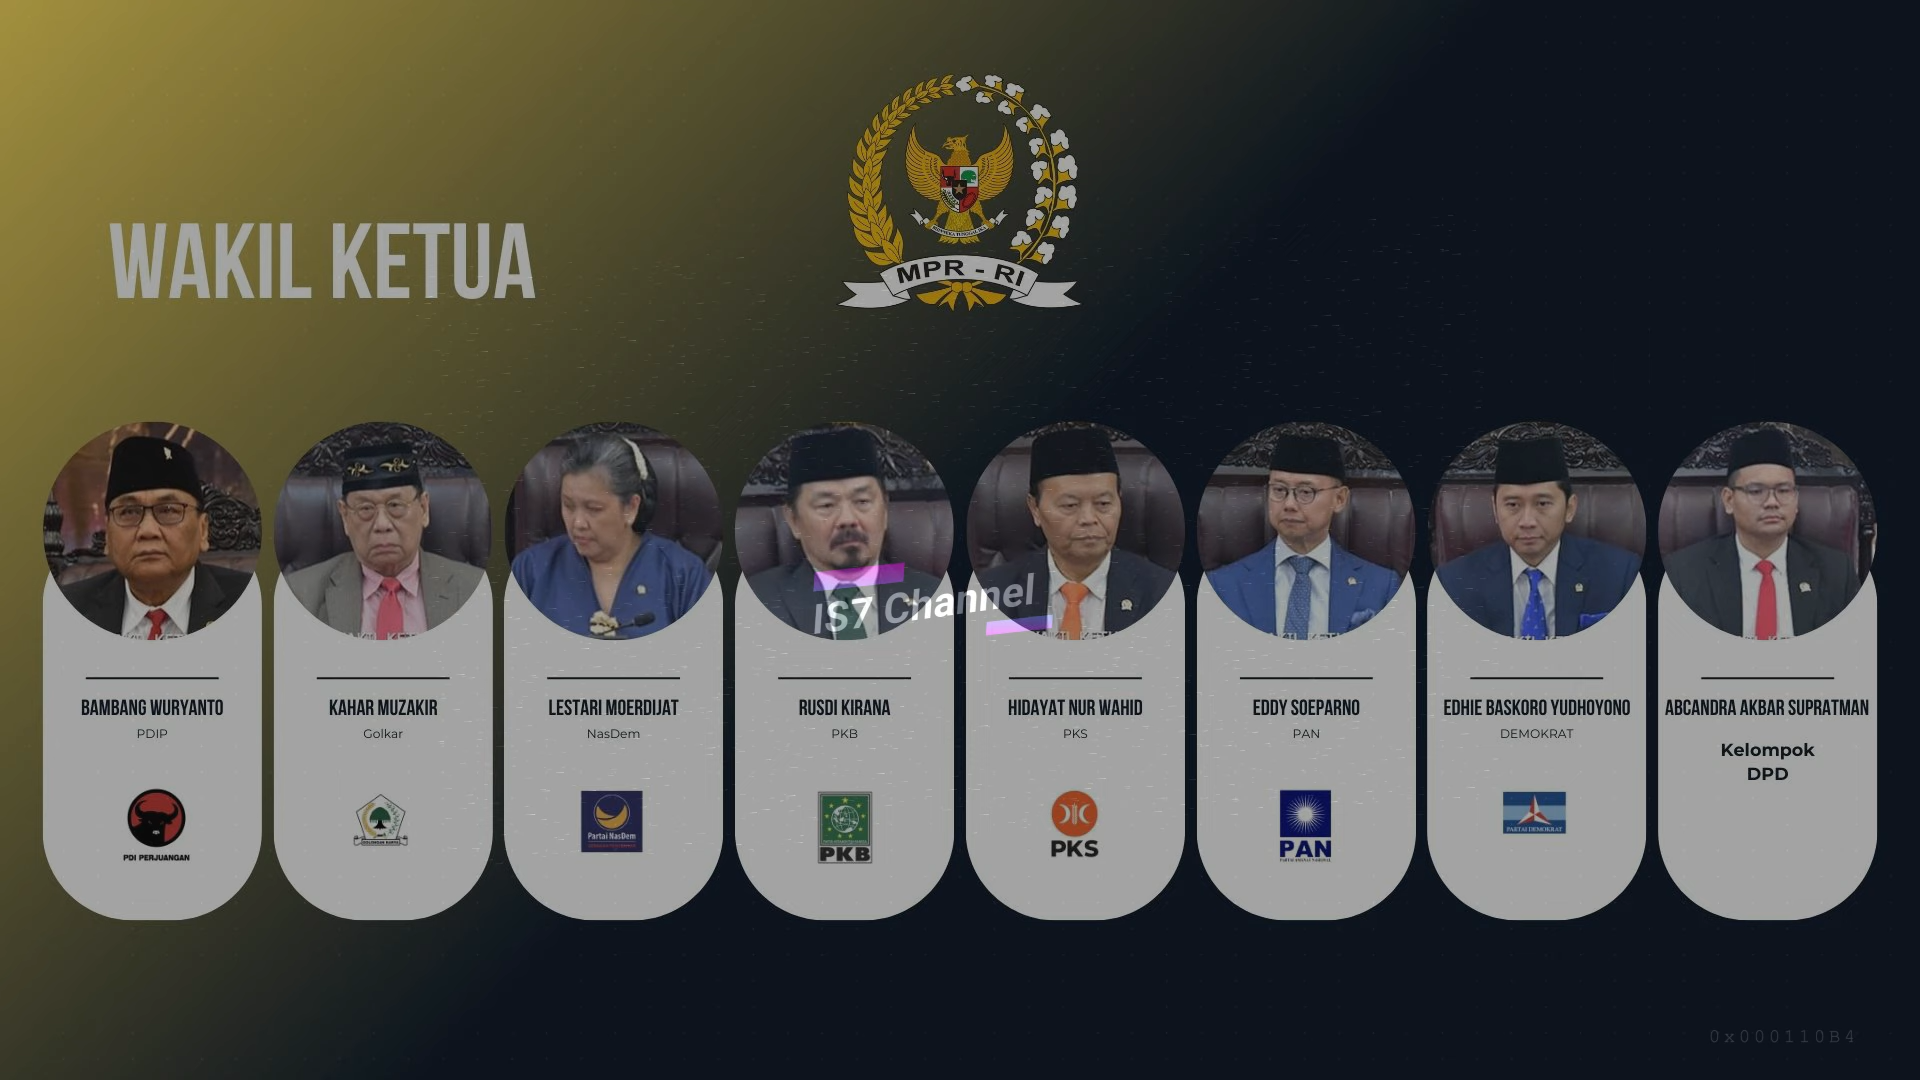 MPR - RI
WAKIL KETUA
IS7 Channel
BAMBANG WURYANTO
PDIP
PDI PERJUANGAN
KAHAR MUZAKIR
Golkar
LESTARI MOERDIJAT
NasDem
Partai NasDem
RUSDI KIRANA
PKB
PKB
HIDAYAT NUR WAHID
PKS
PKS
EDDY SOEPARNO
PAN
PAN
EDHIE BASKORO YUDHOYONO
DEMOKRAT
PARTAI DEMOKRAT
ABCANDRA AKBAR SUPRATMAN
Kelompok
DPD
0x000110B4